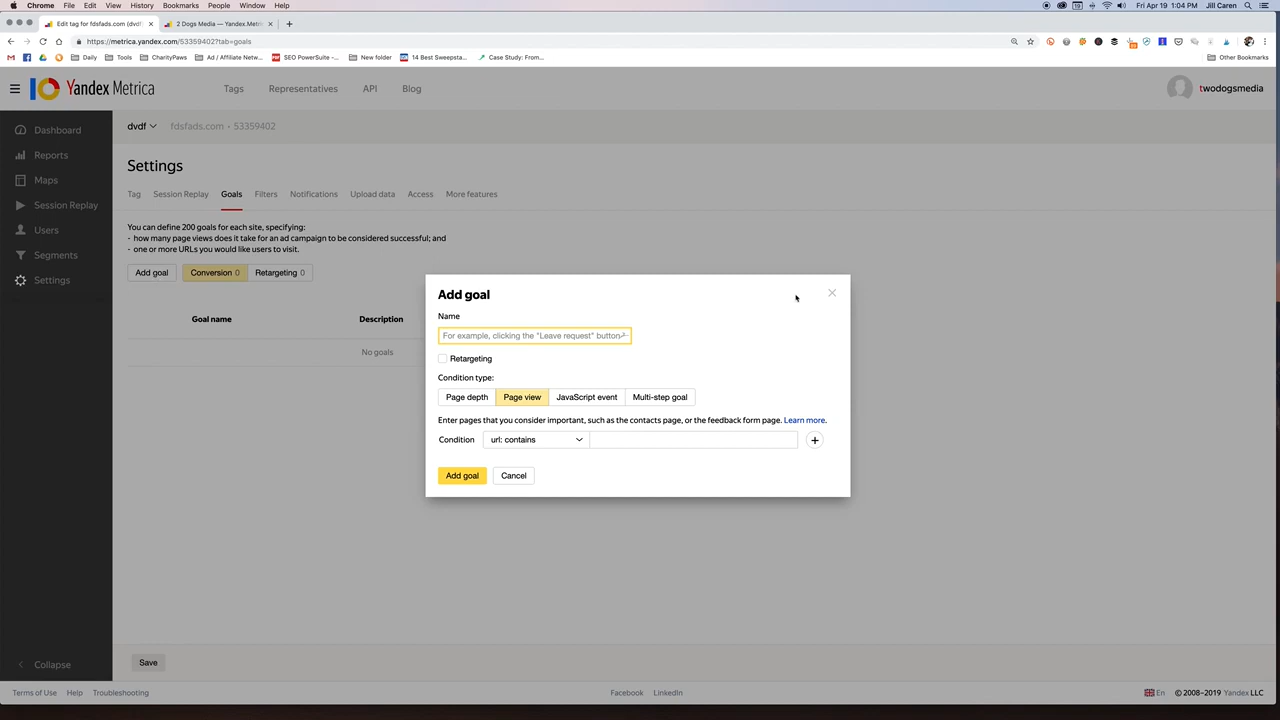 Chrome File Edit View History Bookmarks People Window Help
Fri Apr 19 1:04 PM Jill Caren
Edit tag for fdsfads.com (dvdf)
2 Dogs Media — Yandex.Metri
https://metrica.yandex.com/53359402?tab=goals
Daily Tools CharityPaws Ad / Affiliate Netw... SEO PowerSuite –... New folder 14 Best Sweepsta... Case Study: From... Other Bookmarks
Yandex Metrica Tags Representatives API Blog twodogsmedia
Dashboard
Reports
Maps
Session Replay
Users
Segments
Settings
Collapse
dvdf fdsfads.com • 53359402
Settings
Tag Session Replay Goals Filters Notifications Upload data Access More features
You can define 200 goals for each site, specifying:
- how many page views does it take for an ad campaign to be considered successful; and
- one or more URLs you would like users to visit.
Add goal Conversion 0 Retargeting 0
Goal name Description
No goals
Add goal
Name
For example, clicking the "Leave request" button
Retargeting
Condition type:
Page depth Page view JavaScript event Multi-step goal
Enter pages that you consider important, such as the contacts page, or the feedback form page. Learn more.
Condition url: contains
Add goal Cancel
Save
Terms of Use Help Troubleshooting Facebook LinkedIn En © 2008–2019 Yandex LLC